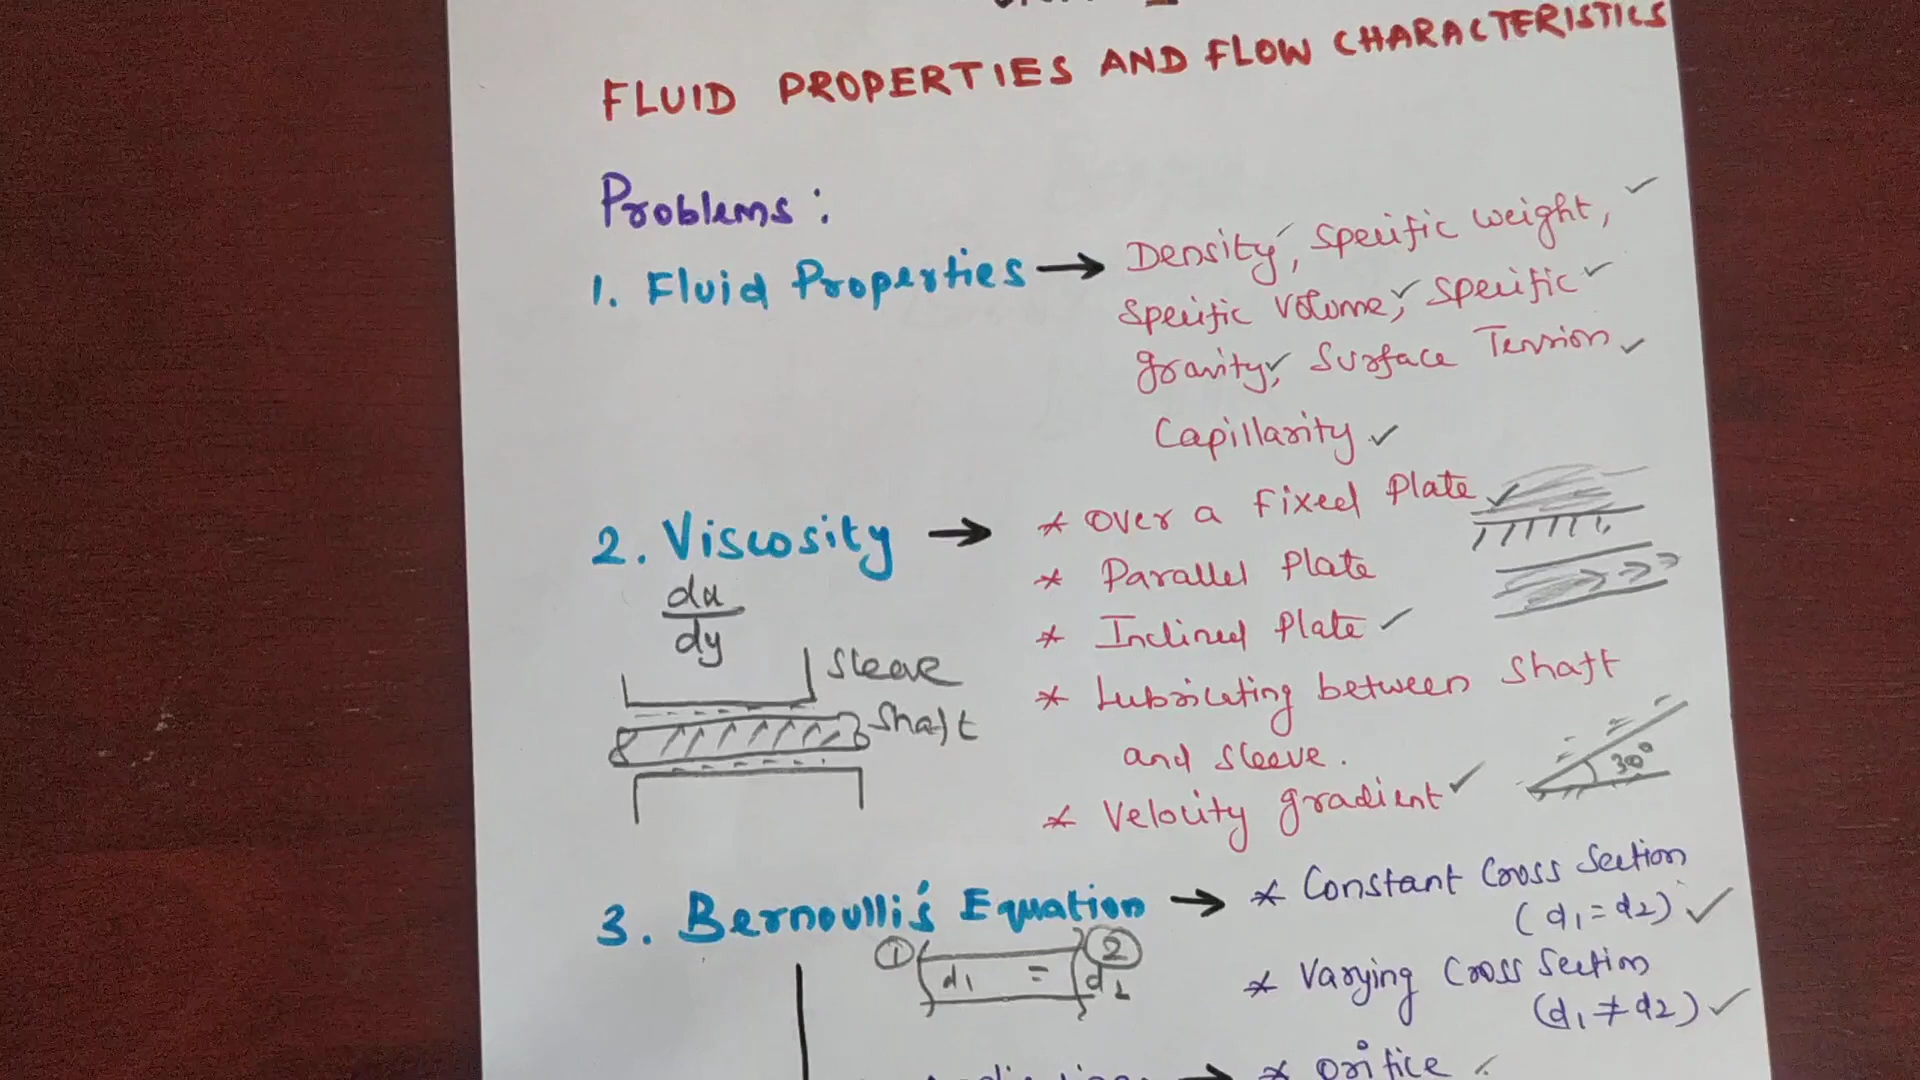 FLUID PROPERTIES AND FLOW CHARACTERISTICS
Problems :
1. Fluid Properties → Density, Specific weight,
Specific Volume, Specific
gravity, Surface Tension
Capillarity
2. Viscosity → * Over a Fixed Plate
* Parallel Plate
* Inclined Plate
* Lubricating between Shaft
and Sleeve.
* Velocity gradient
du
dy
Sleeve
Shaft
30°
3. Bernoulli's Equation → * Constant Cross Section
(d1 = d2)
* Varying Cross Section
(d1 ≠ d2)
1 d1 = d2 2
→ * Orifice